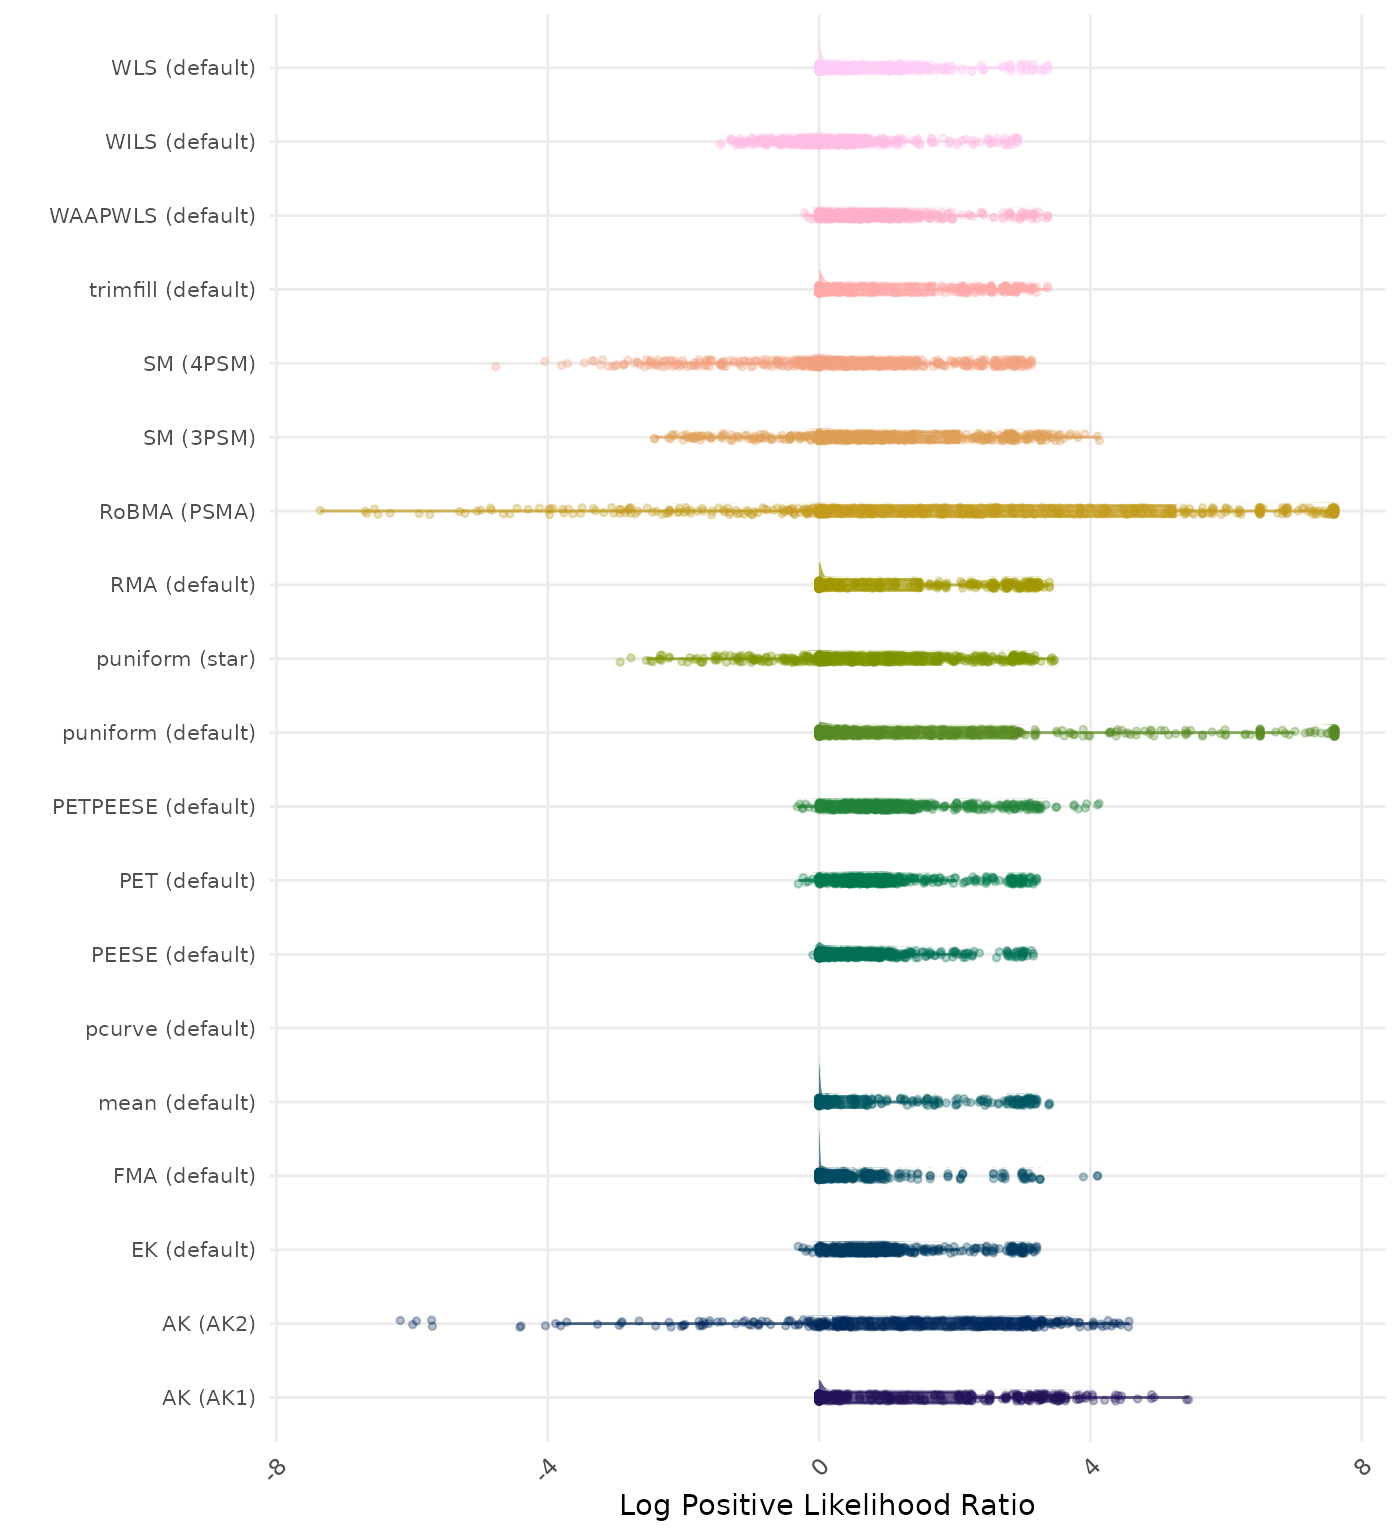 WLS (default)
WILS (default)
WAAPWLS (default)
trimfill (default)
SM (4PSM)
SM (3PSM)
RoBMA (PSMA)
RMA (default)
puniform (star)
puniform (default)
PETPEESE (default)
PET (default)
PEESE (default)
pcurve (default)
mean (default)
FMA (default)
EK (default)
AK (AK2)
AK (AK1)
-8 -4 0 4 8
Log Positive Likelihood Ratio